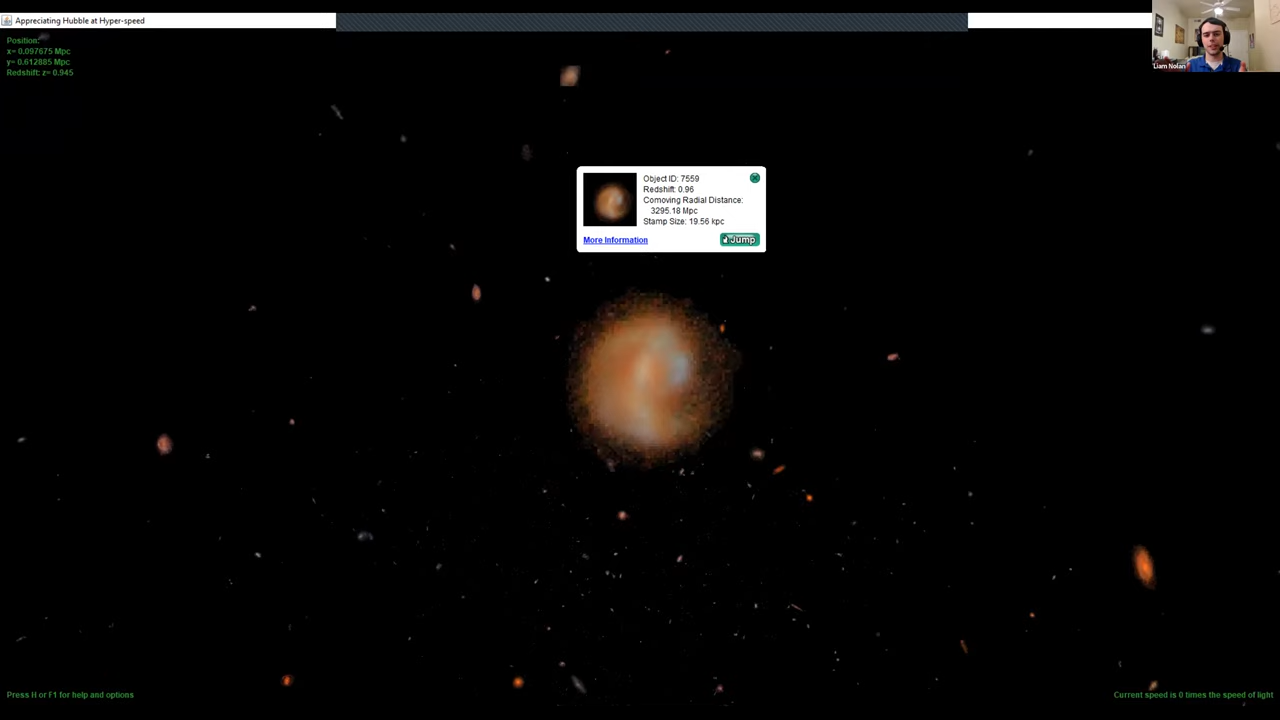 Appreciating Hubble at Hyper-speed
Liam Nolan
Position:
x= 0.097675 Mpc
y= 0.612885 Mpc
Redshift: z= 0.945
Object ID: 7559
Redshift: 0.96
Comoving Radial Distance:
3295.18 Mpc
Stamp Size: 19.56 kpc
More Information
Jump
Press H or F1 for help and options
Current speed is 0 times the speed of light